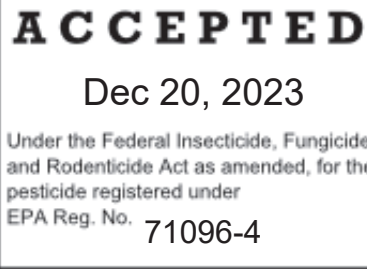 ACCEPTED
Dec 20, 2023
Under the Federal Insecticide, Fungicide
and Rodenticide Act as amended, for the
pesticide registered under
EPA Reg. No. 71096-4